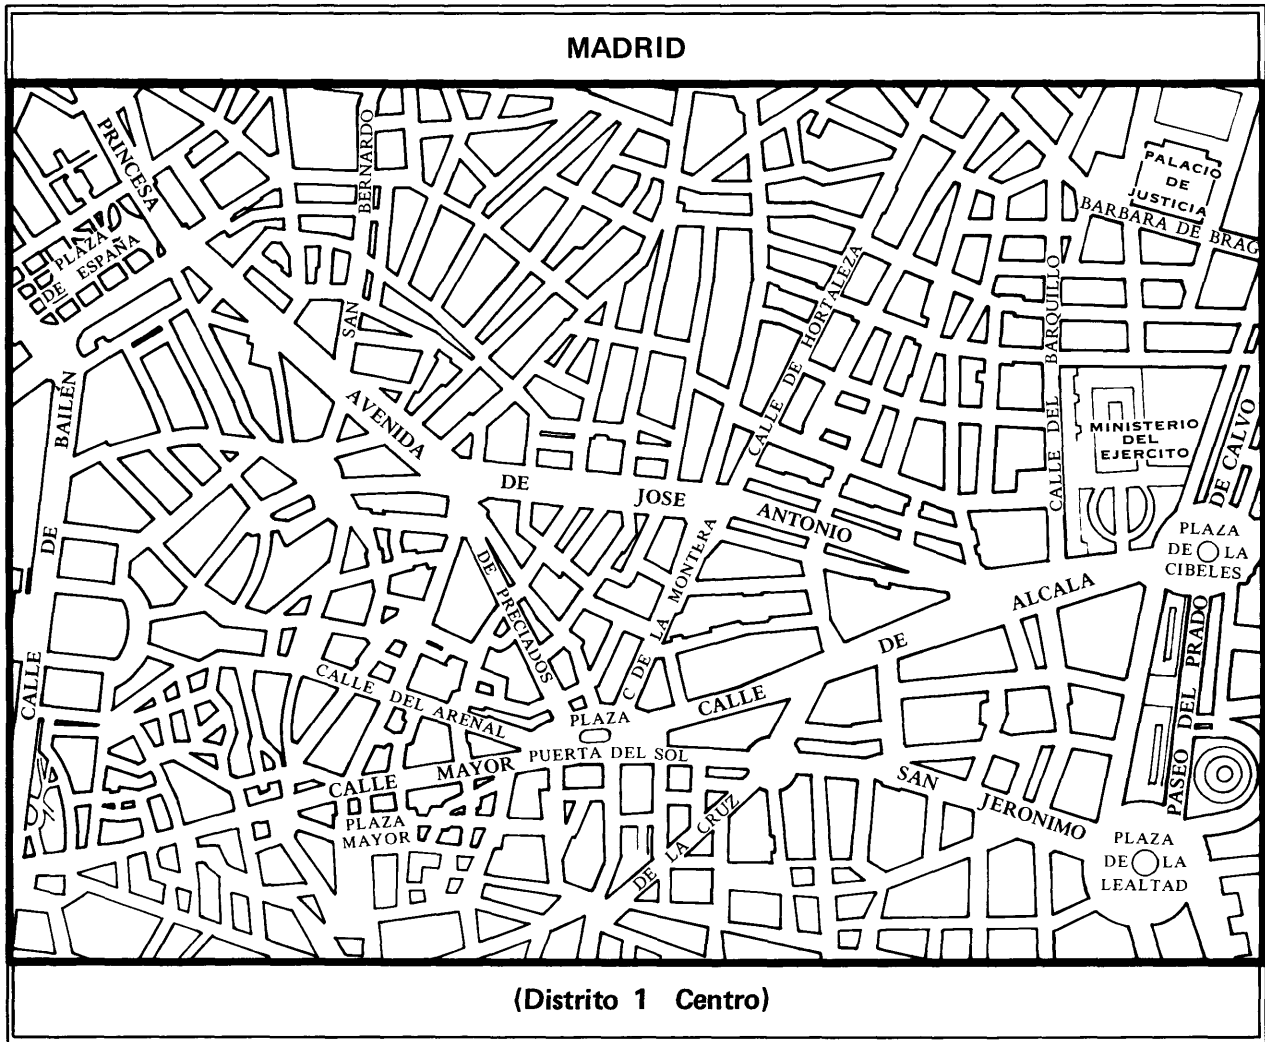 MADRID
PRINCESA
BERNARDO
SAN
PALACIO
DE
JUSTICIA
BARBARA DE BRAG
PLAZA
DE ESPAÑA
BAILÉN
DE
CALLE
AVENIDA
DE
JOSE
ANTONIO
CALLE DE HORTALEZA
CALLE DEL BARQUILLO
MINISTERIO
DEL
EJERCITO
DE CALVO
PLAZA
DE LA
CIBELES
ALCALA
DE
CALLE
DE PRECIADOS
C DE LA MONTERA
CALLE DEL ARENAL
PLAZA
PUERTA DEL SOL
CALLE MAYOR
PLAZA
MAYOR
DE LA CRUZ
SAN JERONIMO
PASEO DEL PRADO
PLAZA
DE LA
LEALTAD
(Distrito 1 Centro)